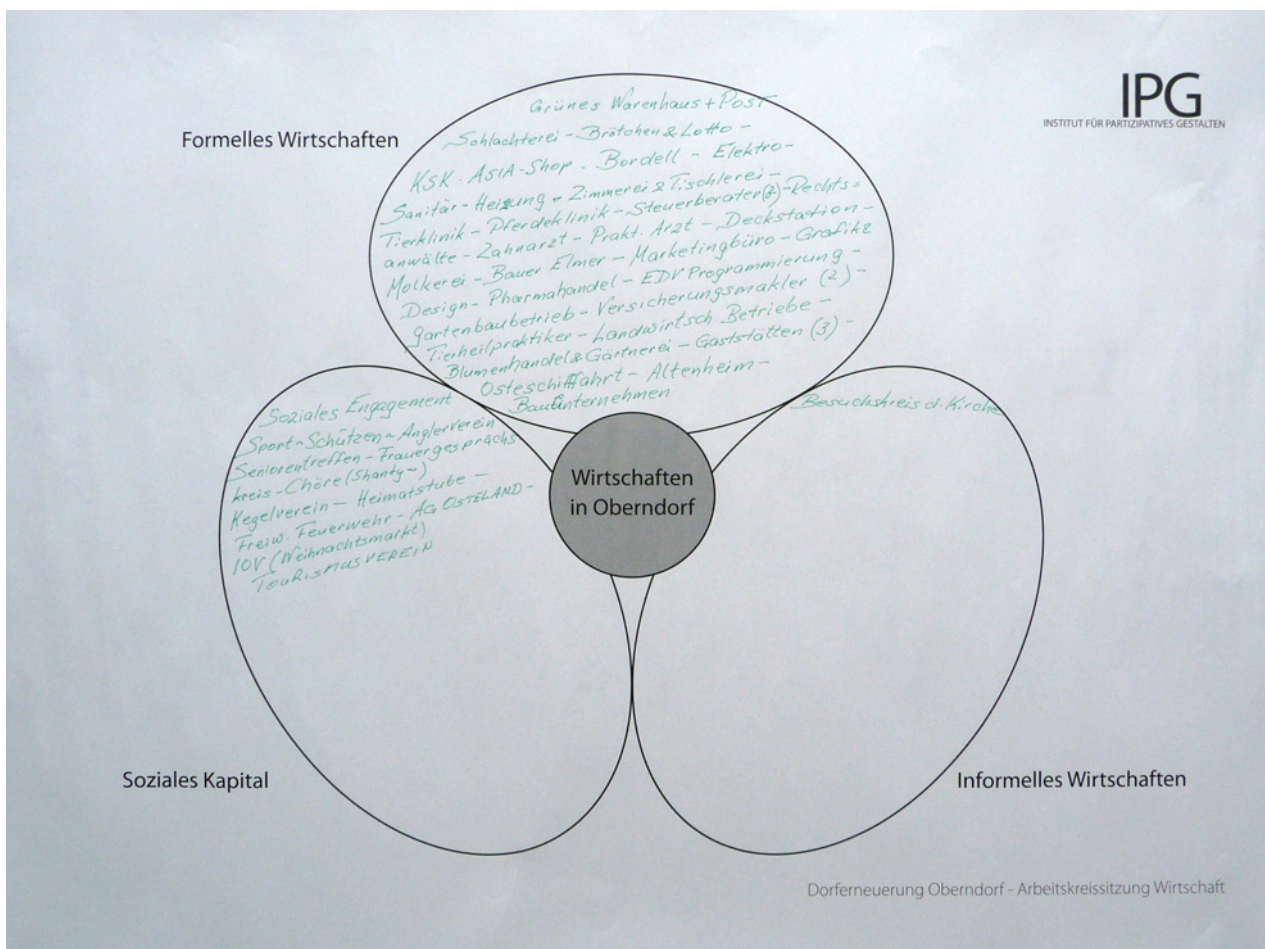 IPG
INSTITUT FÜR PARTIZIPATIVES GESTALTEN
Formelles Wirtschaften
Grünes Warenhaus + Post
Schlachterei - Brötchen & Lotto -
KSK - ASIA-Shop - Bordell - Elektro-
Sanitär - Heizung - Zimmerei & Tischlerei -
Tierklinik - Pferdeklinik - Steuerberater (2) - Rechts=
anwälte - Zahnarzt - Prakt. Arzt - Deckstation -
Molkerei - Bauer Elmer - Marketingbüro - Grafik &
Design - Pharmahandel - EDV Programmierung -
Gartenbaubetrieb - Versicherungsmakler (2) -
Tierheilpraktiker - Landwirtsch Betriebe -
Blumenhandel & Gärtnerei - Gaststätten (3) -
Osteschifffahrt - Altenheim -
Bauunternehmen
Soziales Engagement
Sport ~ Schützen ~ Anglerverein
Seniorentreffen - Trauergesprächs
kreis - Chöre (Shanty ~)
Kegelverein - Heimatstube -
Freiw. Feuerwehr - AG OSTELAND -
IOV (Weihnachtsmarkt)
TOURISMUSVEREIN
Besuchskreis d. Kirche
Wirtschaften
in Oberndorf
Soziales Kapital
Informelles Wirtschaften
Dorferneuerung Oberndorf - Arbeitskreissitzung Wirtschaft